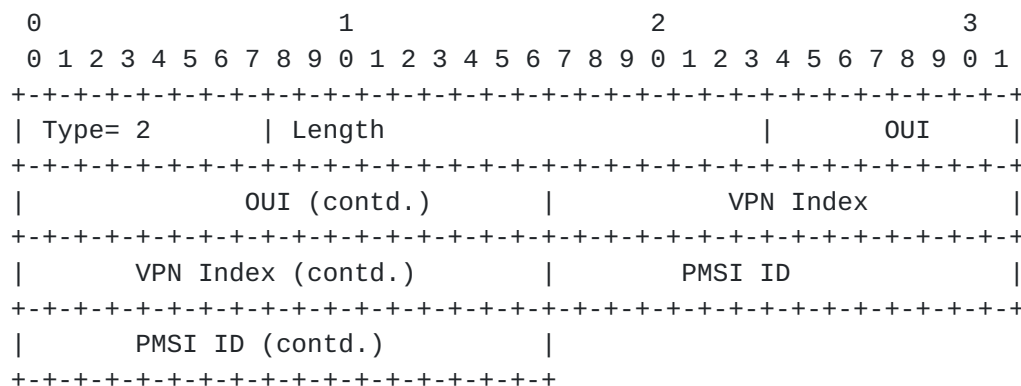 0                   1                   2                   3
0 1 2 3 4 5 6 7 8 9 0 1 2 3 4 5 6 7 8 9 0 1 2 3 4 5 6 7 8 9 0 1
+-+-+-+-+-+-+-+-+-+-+-+-+-+-+-+-+-+-+-+-+-+-+-+-+-+-+-+-+-+-+-+-+
| Type= 2       | Length                        |       OUI     |
+-+-+-+-+-+-+-+-+-+-+-+-+-+-+-+-+-+-+-+-+-+-+-+-+-+-+-+-+-+-+-+-+
|              OUI (contd.)       |           VPN Index         |
+-+-+-+-+-+-+-+-+-+-+-+-+-+-+-+-+-+-+-+-+-+-+-+-+-+-+-+-+-+-+-+-+
|       VPN Index (contd.)        |        PMSI ID              |
+-+-+-+-+-+-+-+-+-+-+-+-+-+-+-+-+-+-+-+-+-+-+-+-+-+-+-+-+-+-+-+-+
|       PMSI ID (contd.)          |
+-+-+-+-+-+-+-+-+-+-+-+-+-+-+-+-+-+